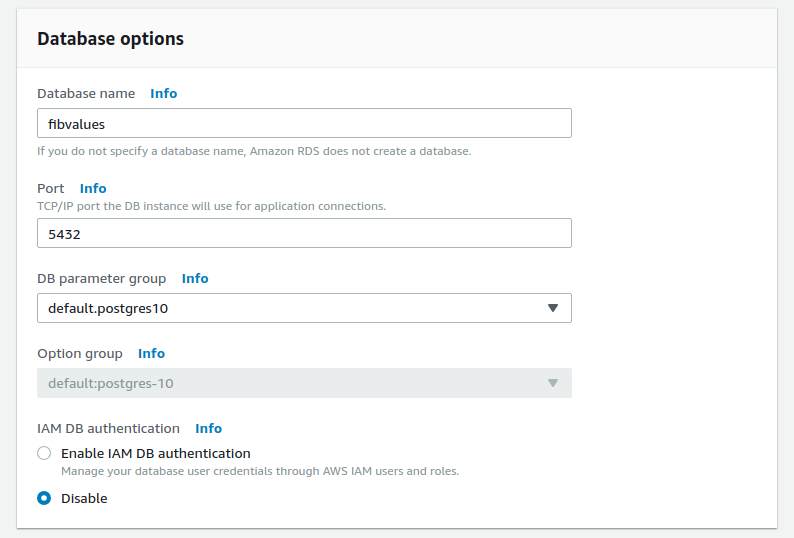 Database options
Database name Info
fibvalues
If you do not specify a database name, Amazon RDS does not create a database.
Port Info
TCP/IP port the DB instance will use for application connections.
5432
DB parameter group Info
default.postgres10
Option group Info
default:postgres-10
IAM DB authentication Info
Enable IAM DB authentication
Manage your database user credentials through AWS IAM users and roles.
Disable